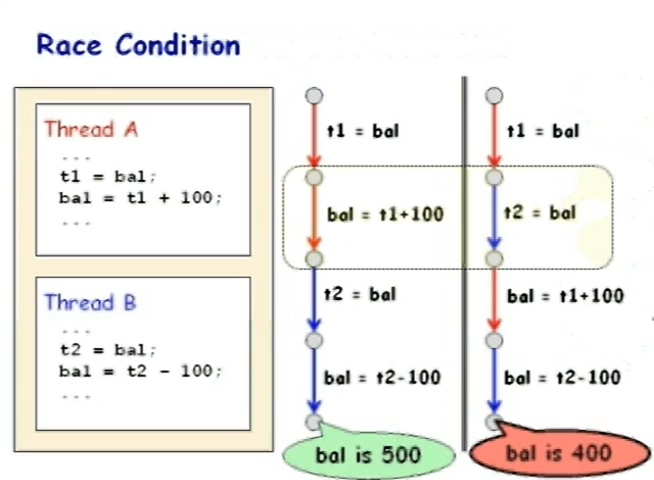 Race Condition
Thread A
...
t1 = bal;
bal = t1 + 100;
...
Thread B
...
t2 = bal;
bal = t2 - 100;
...
t1 = bal
bal = t1+100
t2 = bal
bal = t2-100
bal is 500
t1 = bal
t2 = bal
bal = t1+100
bal = t2-100
bal is 400